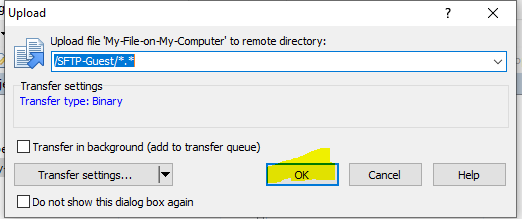 Upload
Upload file 'My-File-on-My-Computer' to remote directory:
/SFTP-Guest/*.*
Transfer settings
Transfer type: Binary
Transfer in background (add to transfer queue)
Transfer settings...
OK
Cancel
Help
Do not show this dialog box again